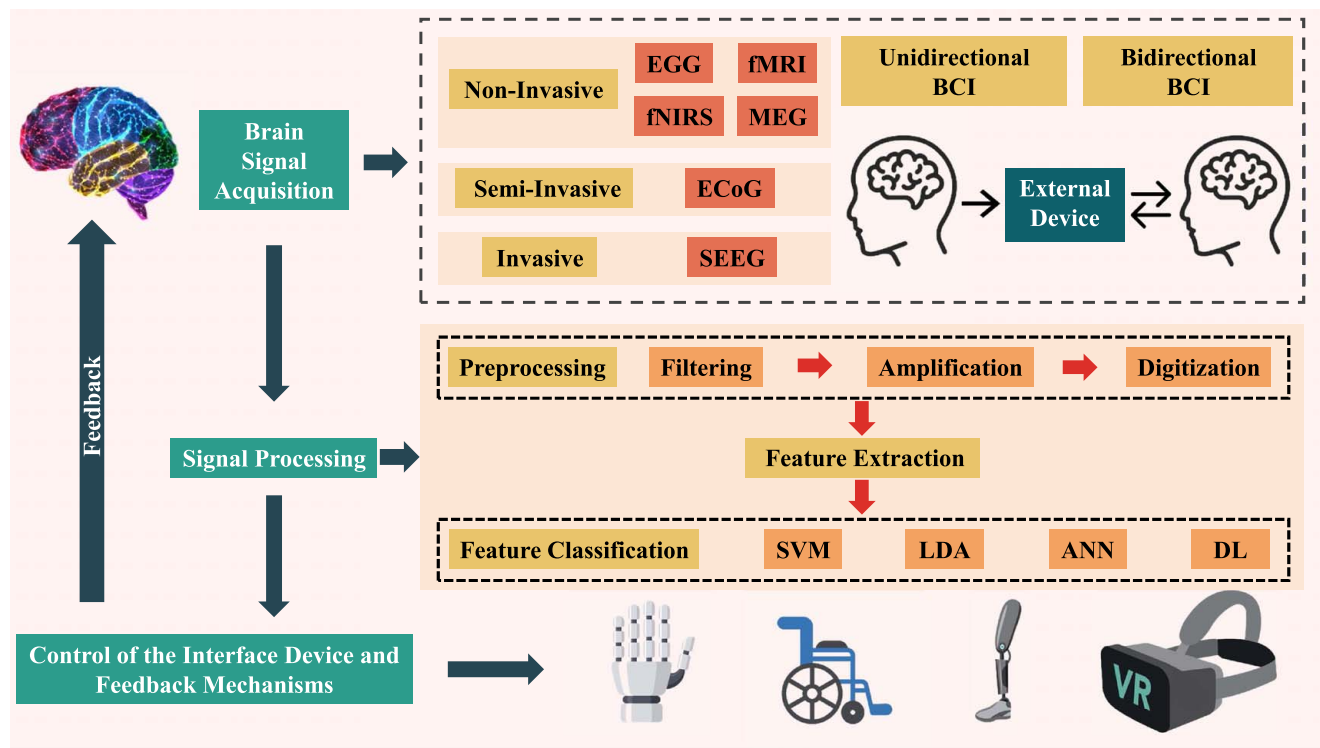 Brain
Signal
Acquisition
Non-Invasive
EGG
fMRI
fNIRS
MEG
Semi-Invasive
ECoG
Invasive
SEEG
Unidirectional
BCI
Bidirectional
BCI
External
Device
Feedback
Signal Processing
Preprocessing
Filtering
Amplification
Digitization
Feature Extraction
Feature Classification
SVM
LDA
ANN
DL
Control of the Interface Device and
Feedback Mechanisms
VR